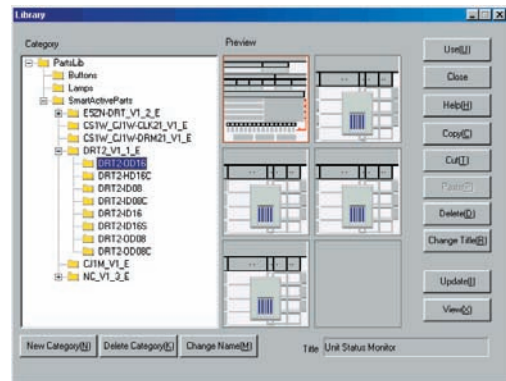 Library
Category
Preview
PartsLib
Buttons
Lamps
SmartActiveParts
E5ZN-DRT_V1_2_E
CS1W_CJ1W-CLK21_V1_E
CS1W_CJ1W-DRM21_V1_E
DRT2_V1_1_E
DRT2-OD16
DRT2-HD16C
DRT2-ID08
DRT2-ID08C
DRT2-ID16
DRT2-ID16S
DRT2-OD08
DRT2-OD08C
CJ1M_V1_E
NC_V1_3_E
Use(U)
Close
Help(H)
Copy(C)
Cut(T)
Paste(P)
Delete(D)
Change Title(R)
Update(I)
View(X)
New Category(N)
Delete Category(K)
Change Name(M)
Title
Unit Status Monitor